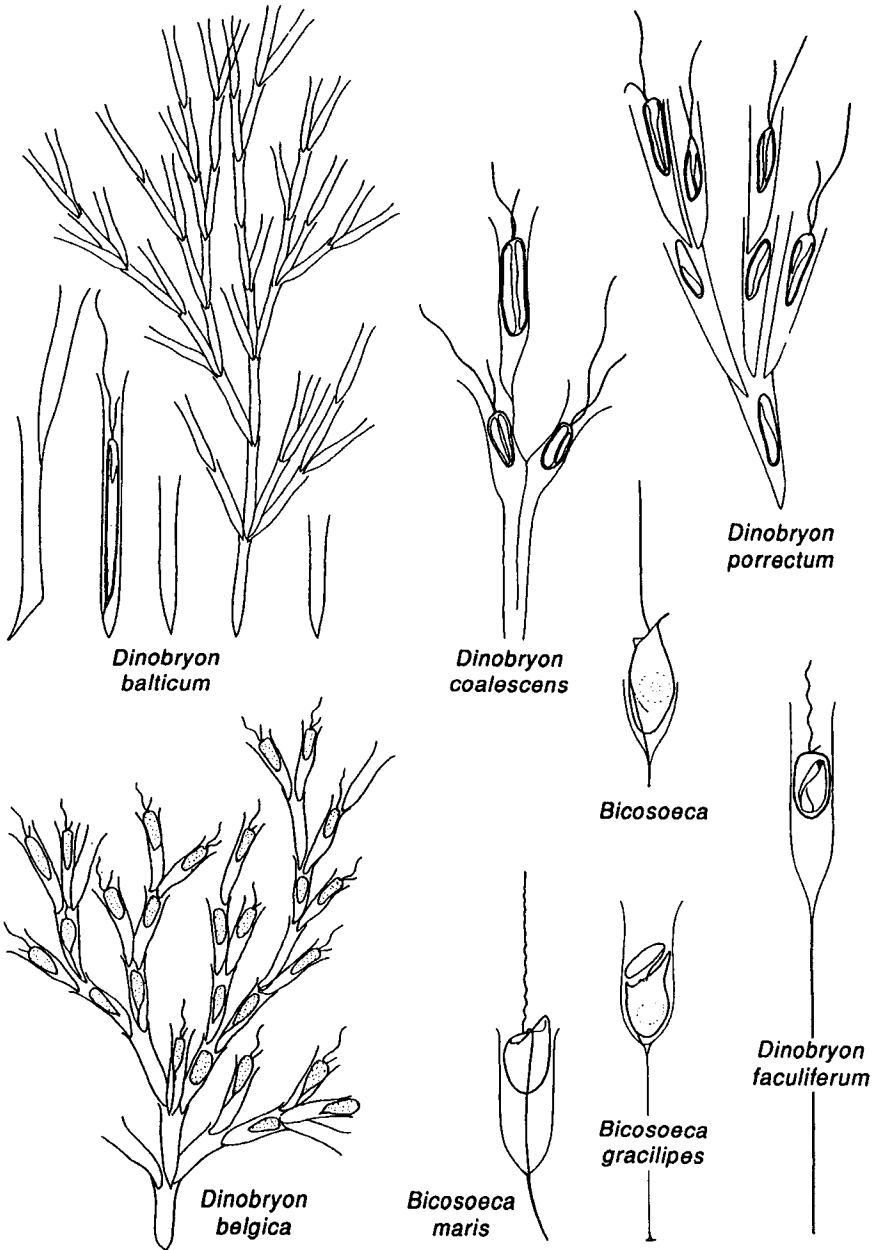 Dinobryon
porrectum
Dinobryon
balticum
Dinobryon
coalescens
Bicosoeca
Dinobryon
faculiferum
Bicosoeca
gracilipes
Dinobryon
belgica
Bicosoeca
maris